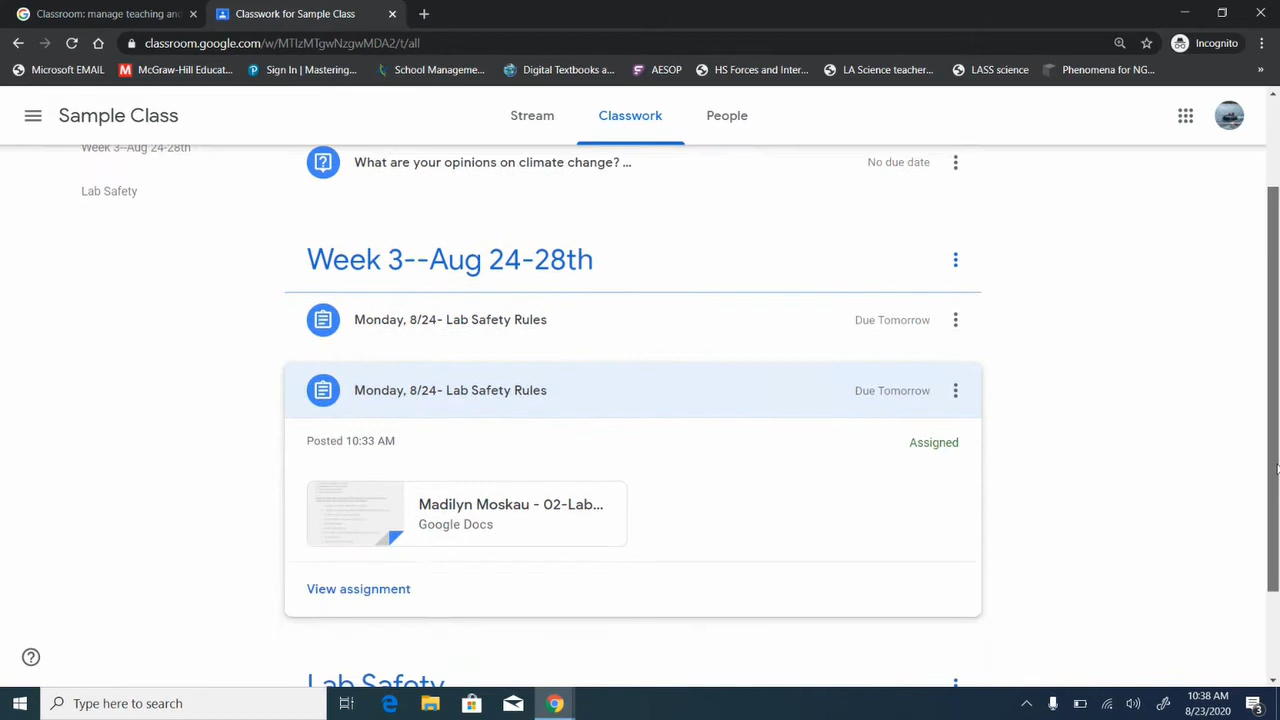 Classroom: manage teaching and
Classwork for Sample Class
classroom.google.com/w/MTIzMTgwNzgwMDA2/t/all
Incognito
Microsoft EMAIL
McGraw-Hill Educat...
Sign In | Mastering...
School Manageme...
Digital Textbooks a...
AESOP
HS Forces and Inter...
LA Science teacher...
LASS science
Phenomena for NG...
»
Sample Class
Stream
Classwork
People
Week 3--Aug 24-28th
Lab Safety
What are your opinions on climate change? ...
No due date
Week 3--Aug 24-28th
Monday, 8/24- Lab Safety Rules
Due Tomorrow
Monday, 8/24- Lab Safety Rules
Due Tomorrow
Posted 10:33 AM
Assigned
Madilyn Moskau - 02-Lab...
Google Docs
View assignment
Lab Safety
Type here to search
10:38 AM
8/23/2020
3